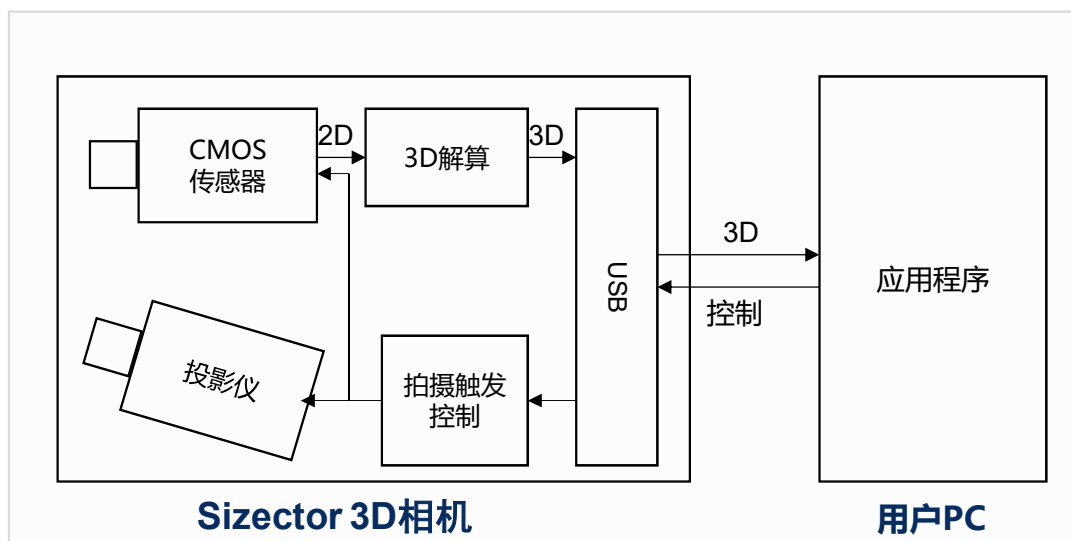 CMOS
传感器
2D
3D解算
3D
USB
3D
控制
应用程序
投影仪
拍摄触发
控制
Sizector 3D相机
用户PC